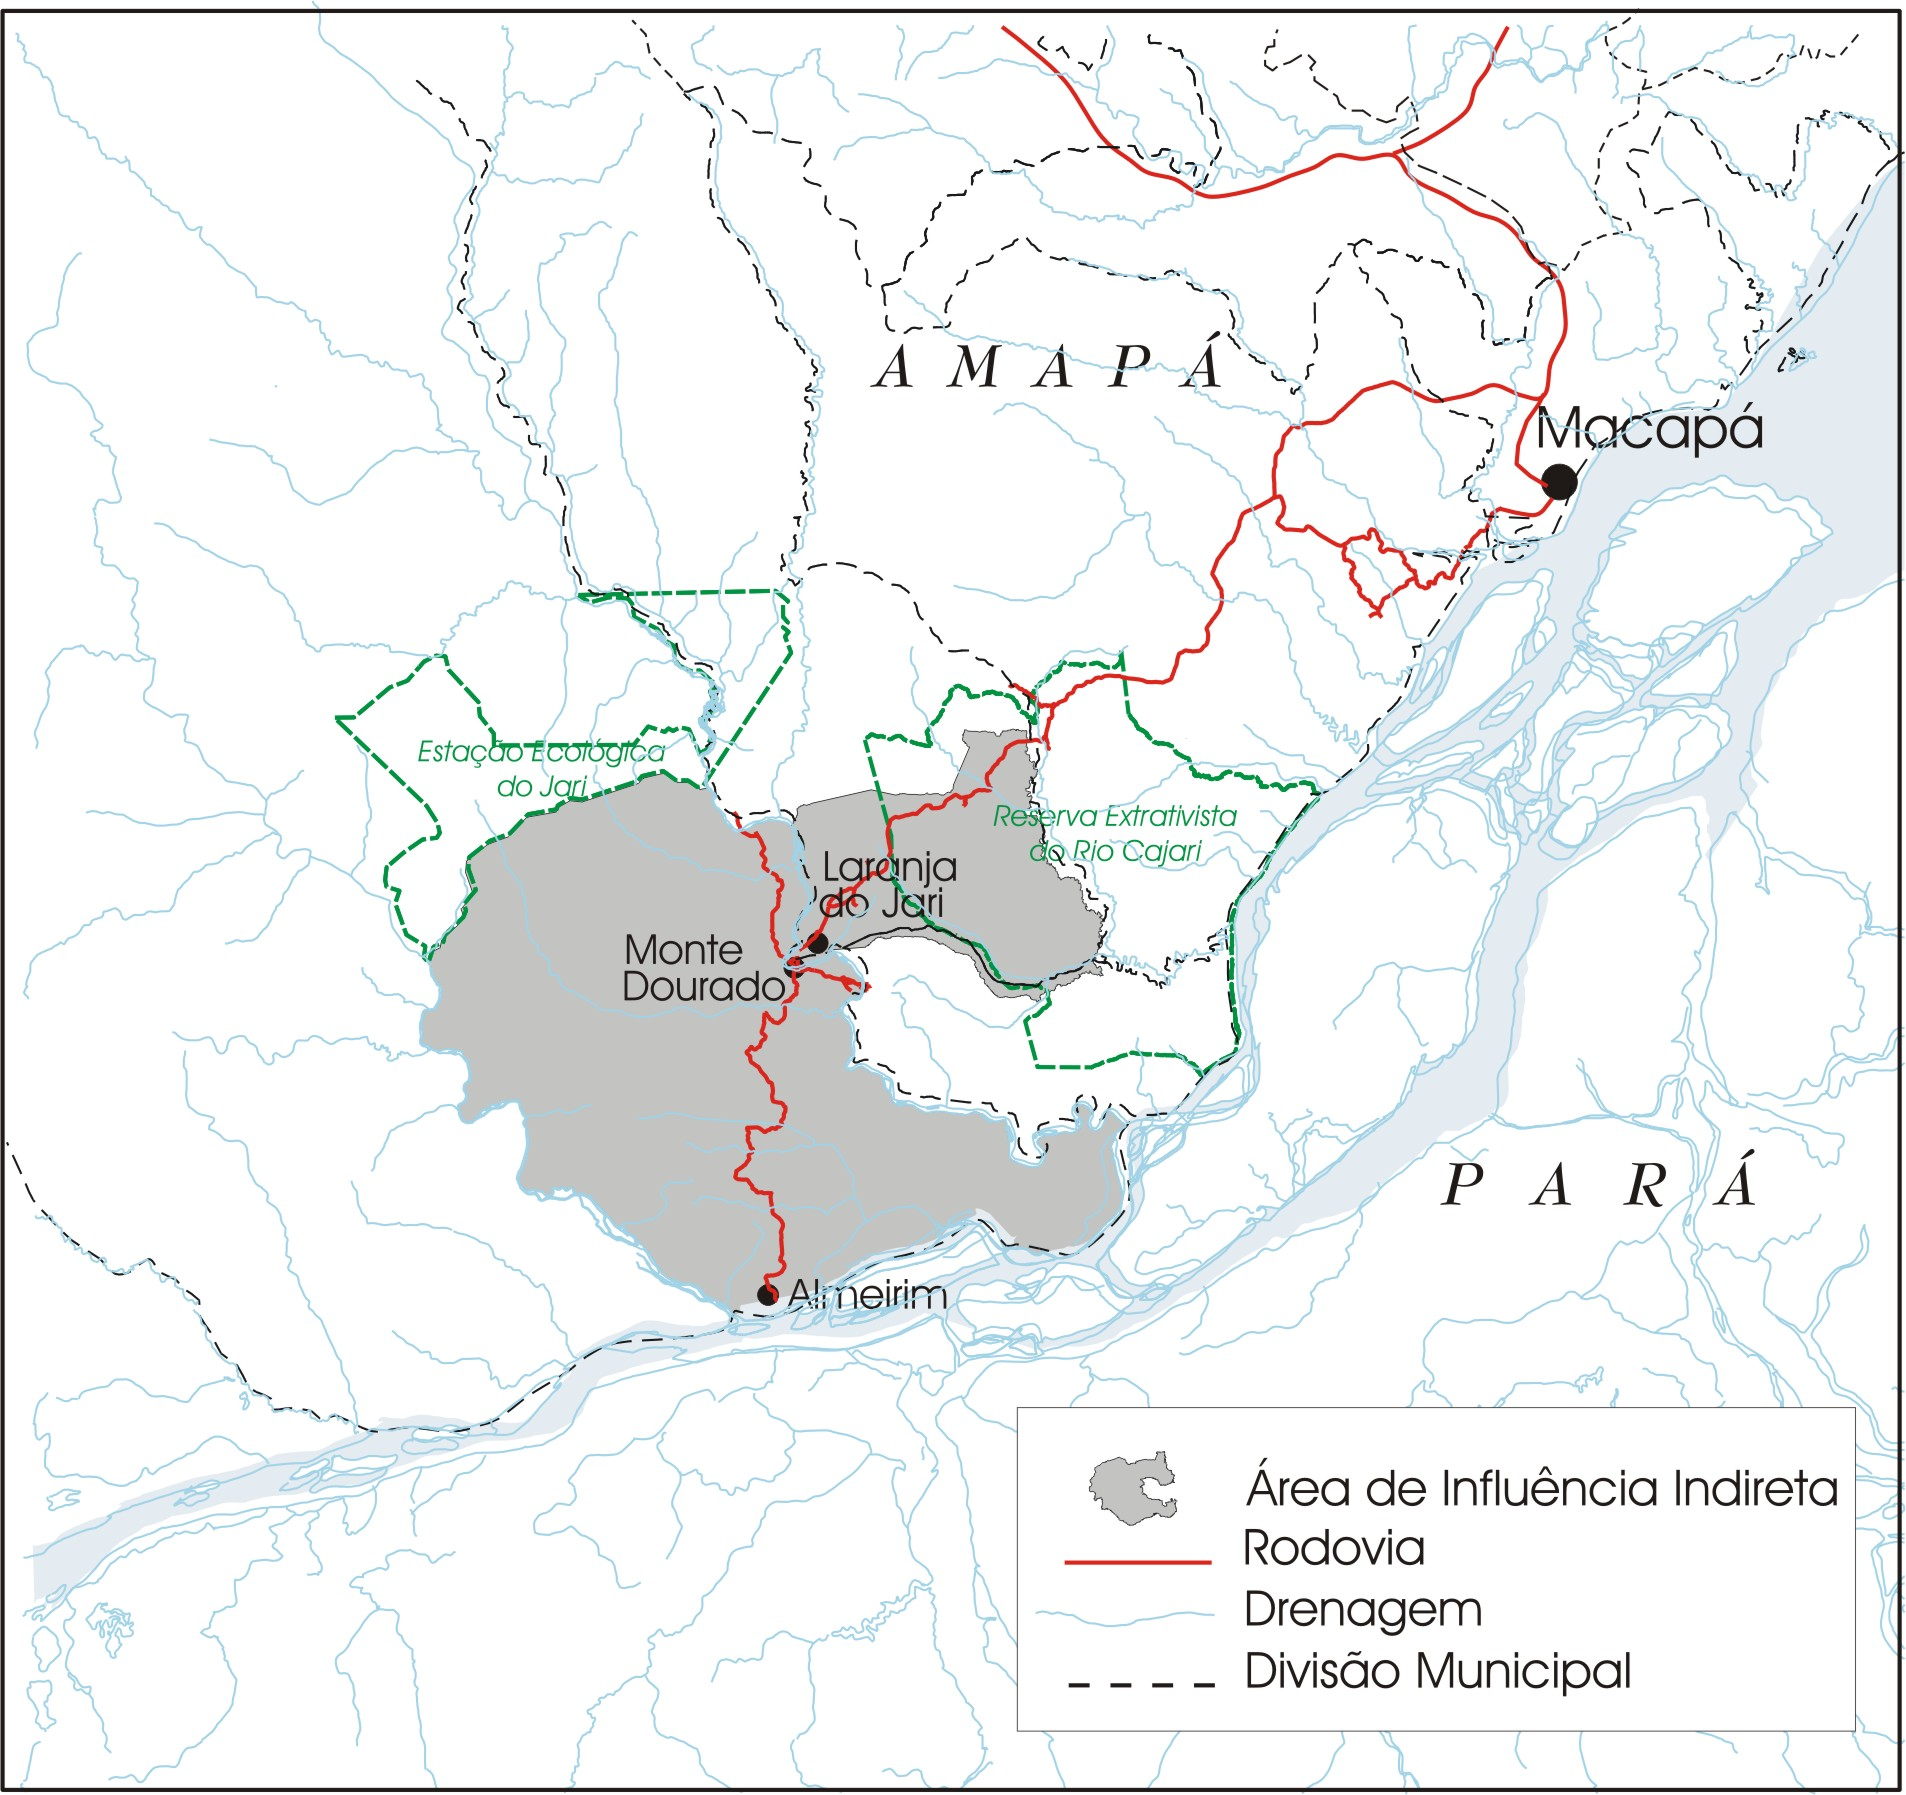 A M A P Á
Macapá
Estação Ecológica
do Jari
Reserva Extrativista
do Rio Cajari
Laranja
do Jari
Monte
Dourado
P A R Á
Almeirim
Área de Influência Indireta
Rodovia
Drenagem
Divisão Municipal